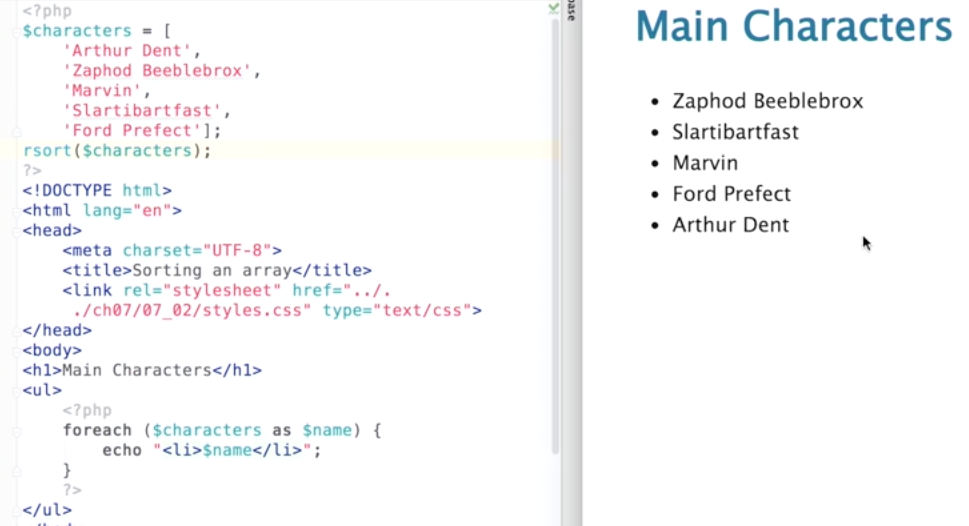 <?php
$characters = [
    'Arthur Dent',
    'Zaphod Beeblebrox',
    'Marvin',
    'Slartibartfast',
    'Ford Prefect'];
rsort($characters);
?>
<!DOCTYPE html>
<html lang="en">
<head>
    <meta charset="UTF-8">
    <title>Sorting an array</title>
    <link rel="stylesheet" href="../.
     ./ch07/07_02/styles.css" type="text/css">
</head>
<body>
<h1>Main Characters</h1>
<ul>
    <?php
    foreach ($characters as $name) {
        echo "<li>$name</li>";
    }
    ?>
</ul>
Main Characters
• Zaphod Beeblebrox
• Slartibartfast
• Marvin
• Ford Prefect
• Arthur Dent